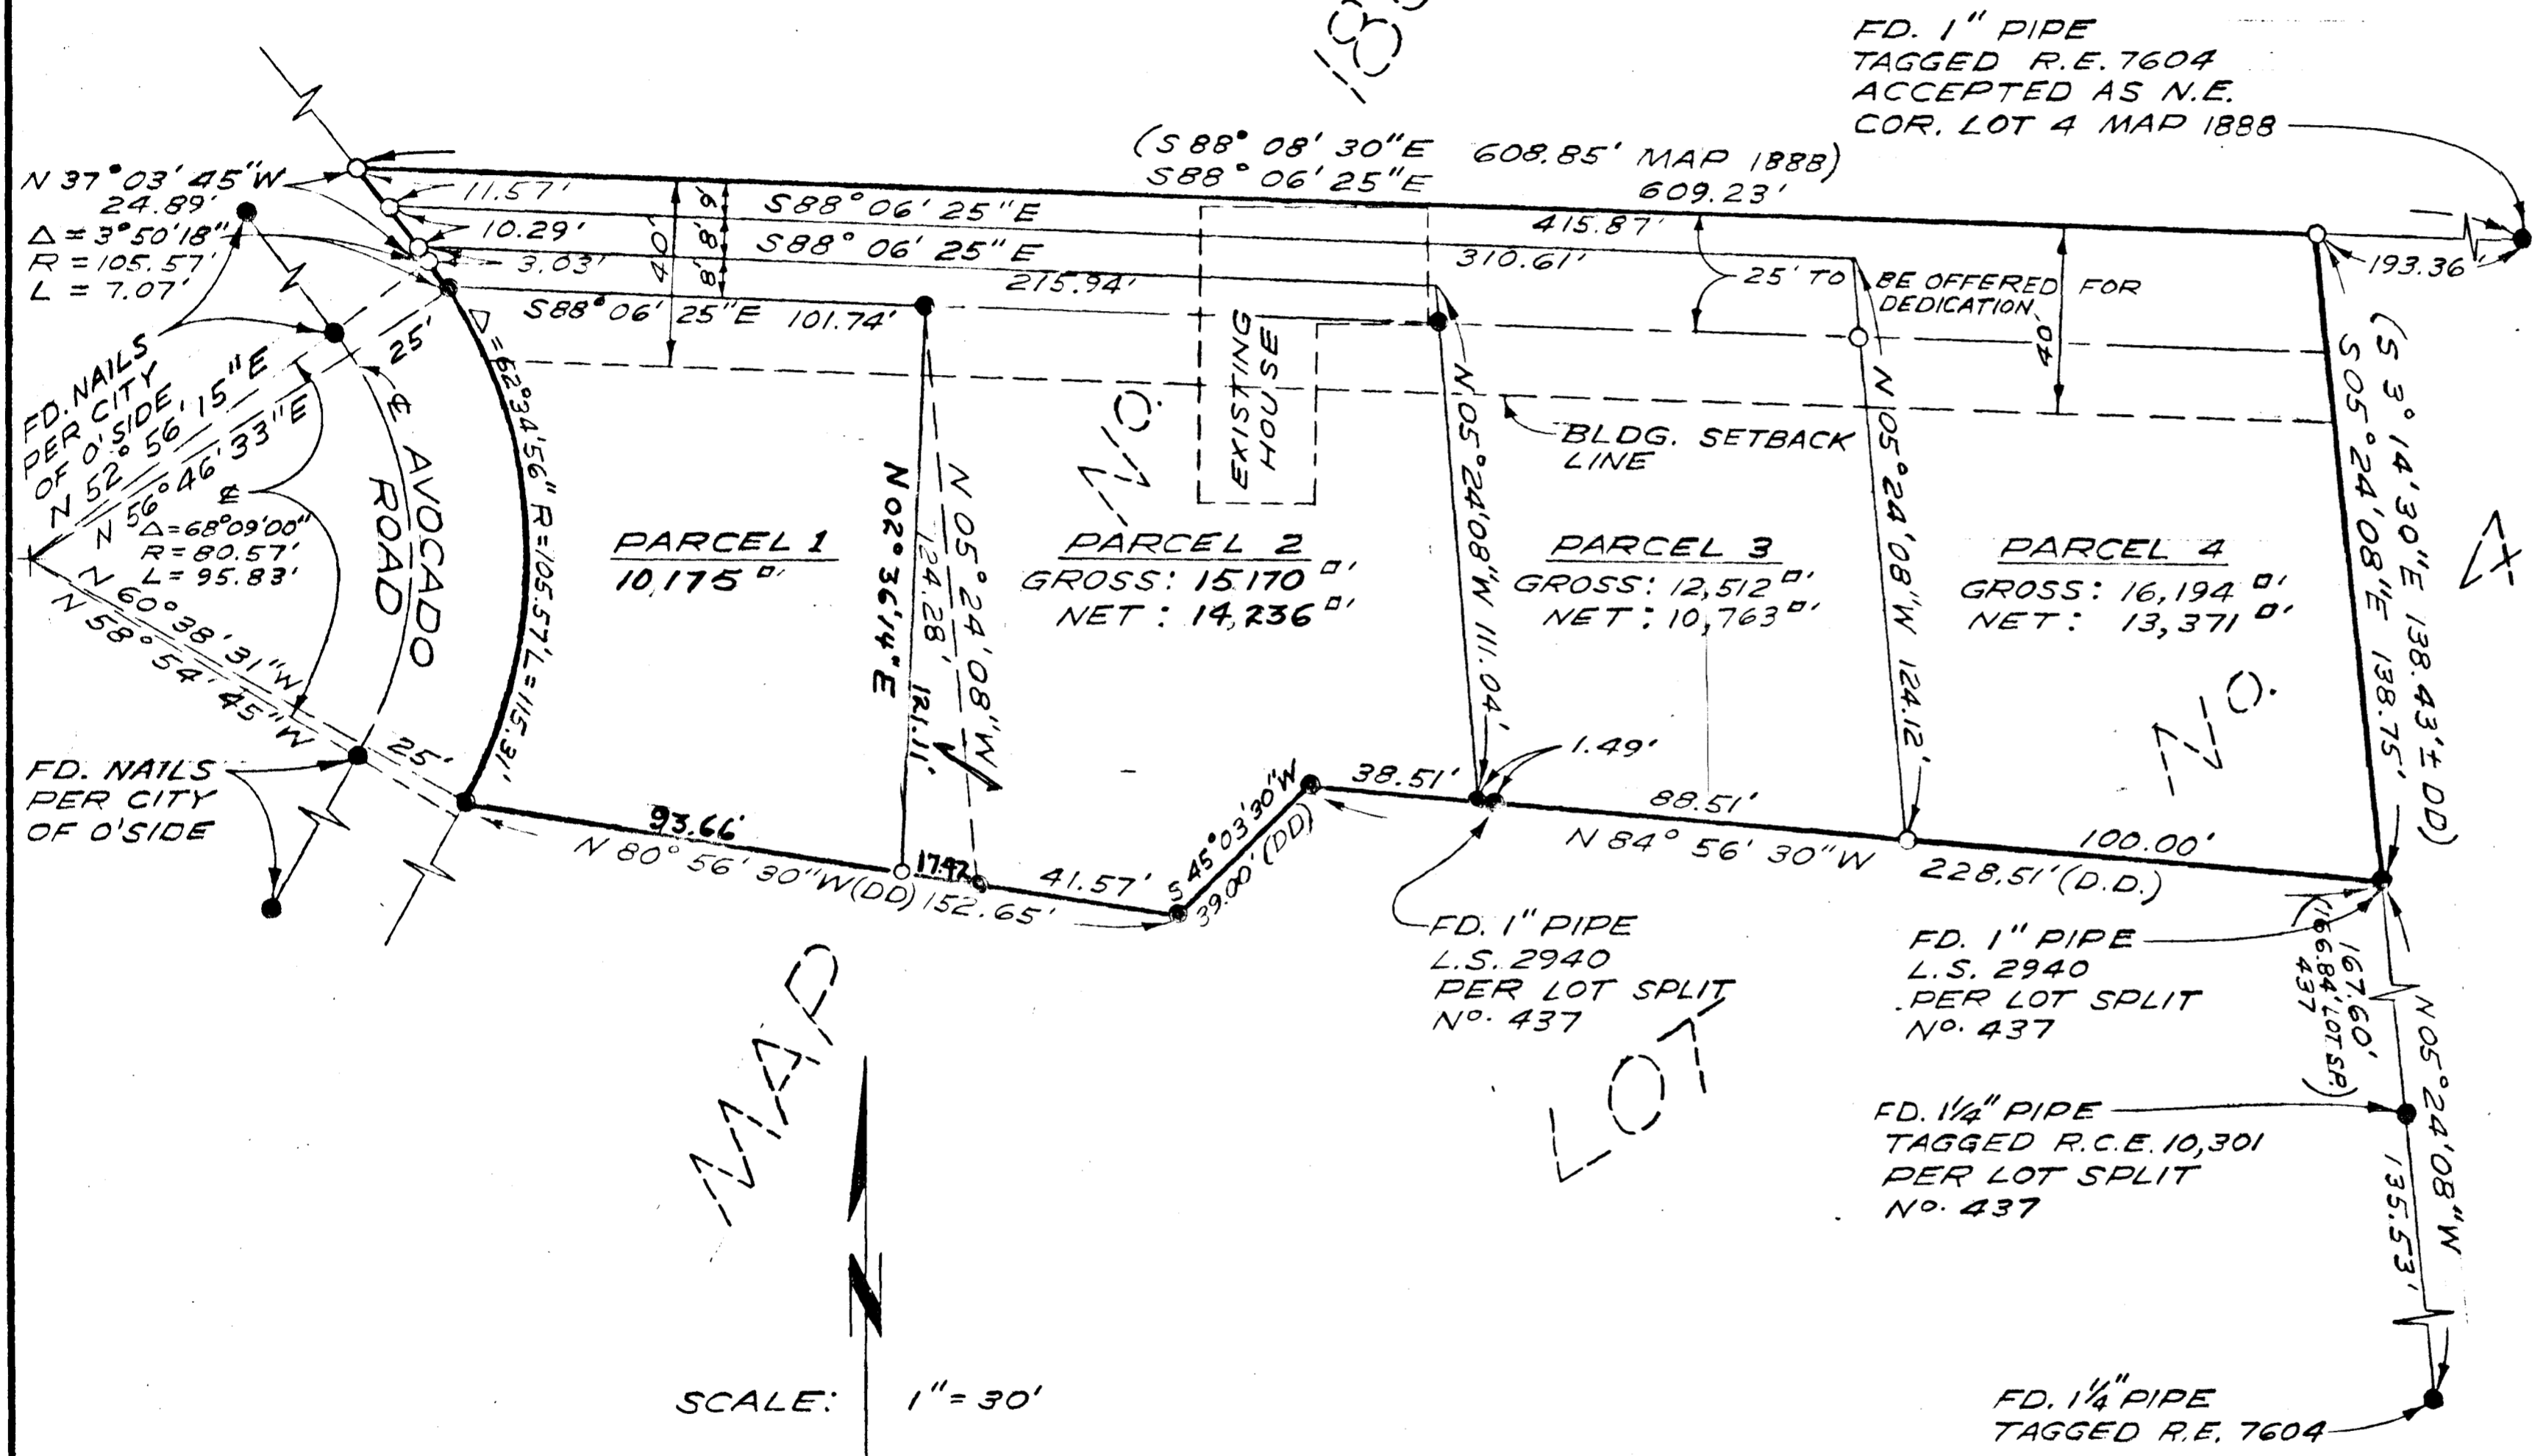 FD. 1" PIPE
TAGGED R.E. 7604
ACCEPTED AS N.E.
COR. LOT 4 MAP 1888
(S 88° 08' 30"E 608.85' MAP 1888)
S88° 06' 25"E 609.23'
N 37° 03' 45"W
24.89'
Δ = 3° 50' 18"
R = 105.57'
L = 7.07'
11.57'
10.29'
3.03'
40'
8'
8'
S88° 06' 25"E
415.87'
S88° 06' 25"E
310.61'
275.94'
S88° 06' 25"E 101.74'
25' TO BE OFFERED FOR
DEDICATION
40'
193.36'
(S 3° 14' 30"E 138.43'± DD)
S 05° 24' 08"E 138.75'
FD. NAILS
PER CITY
OF O'SIDE
25'
N 52° 56' 15"E
N 56° 46' 33"E
℄
Δ=68°09'00"
R= 80.57'
L= 95.83'
N 60° 38' 31"W
N 58° 54' 45"W
℄ AVOCADO
ROAD
Δ=62°34'56" R=105.57' L=115.31'
EXISTING
HOUSE
BLDG. SETBACK
LINE
NO.
PARCEL 1
10,175 □'
N 02° 36' 14" E
121.11'
124.28'
N 05° 24' 08"W
PARCEL 2
GROSS: 15,170 □'
NET: 14,236 □'
N 05° 24' 08"W 111.04'
PARCEL 3
GROSS: 12,512 □'
NET: 10,763 □'
N 05° 24' 08"W 124.12'
PARCEL 4
GROSS: 16,194 □'
NET: 13,371 □'
4
NO.
FD. NAILS
PER CITY
OF O'SIDE
25'
93.66'
N 80° 56' 30"W (DD) 152.65'
17.42
41.57'
S 45° 03' 30"W
39.00' (DD)
38.51'
1.49'
88.51'
N 84° 56' 30"W
228.51' (D.D.)
100.00'
FD. 1" PIPE
L.S. 2940
PER LOT SPLIT
No. 437
FD. 1" PIPE
L.S. 2940
PER LOT SPLIT
No. 437
167.60'
(166.84' LOT SP.)
437
N 05° 24' 08"W
FD. 1¼" PIPE
TAGGED R.C.E. 10,301
PER LOT SPLIT
No. 437
135.53'
MAP
LOT
N
SCALE: 1" = 30'
FD. 1¼" PIPE
TAGGED R.E. 7604